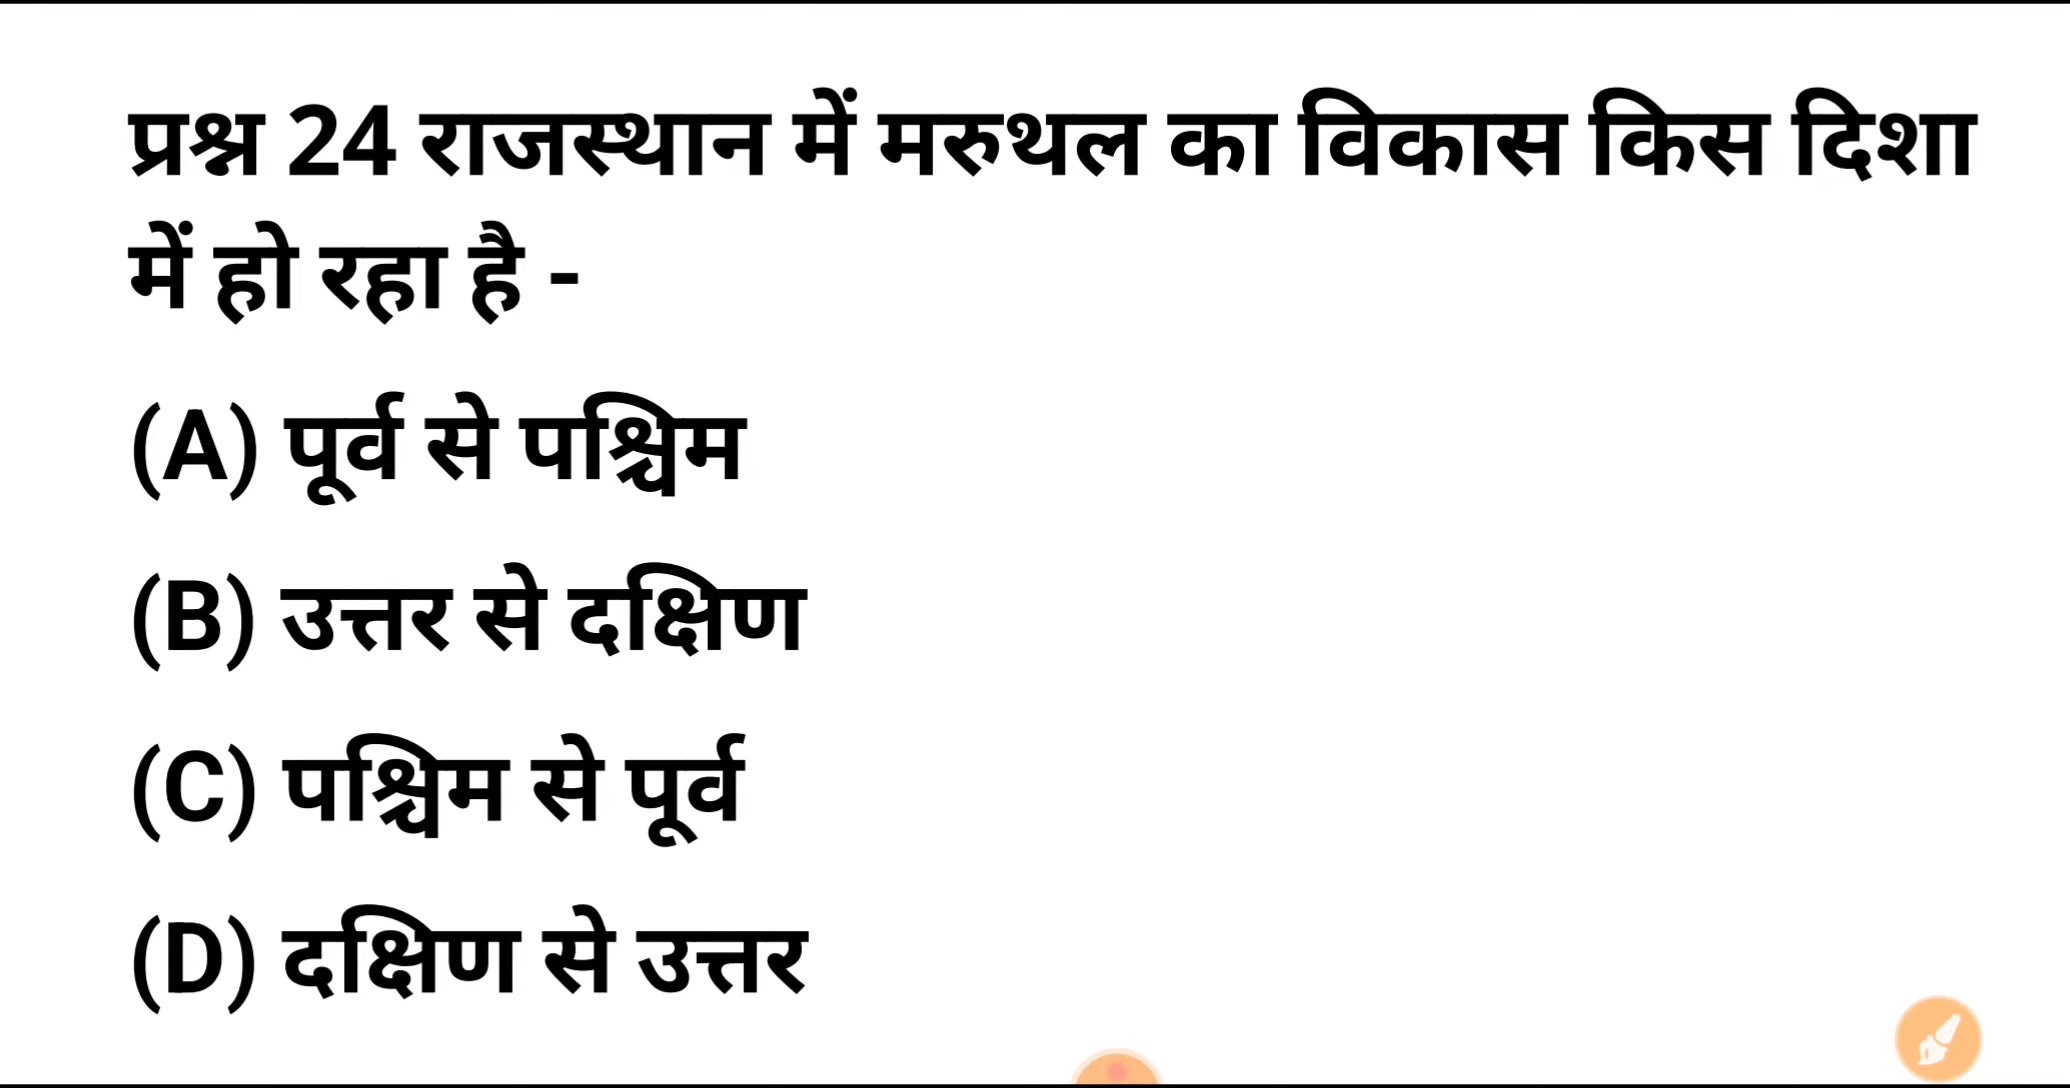 प्रश्न 24 राजस्थान में मरुथल का विकास किस दिशा
में हो रहा है -
(A) पूर्व से पश्चिम
(B) उत्तर से दक्षिण
(C) पश्चिम से पूर्व
(D) दक्षिण से उत्तर